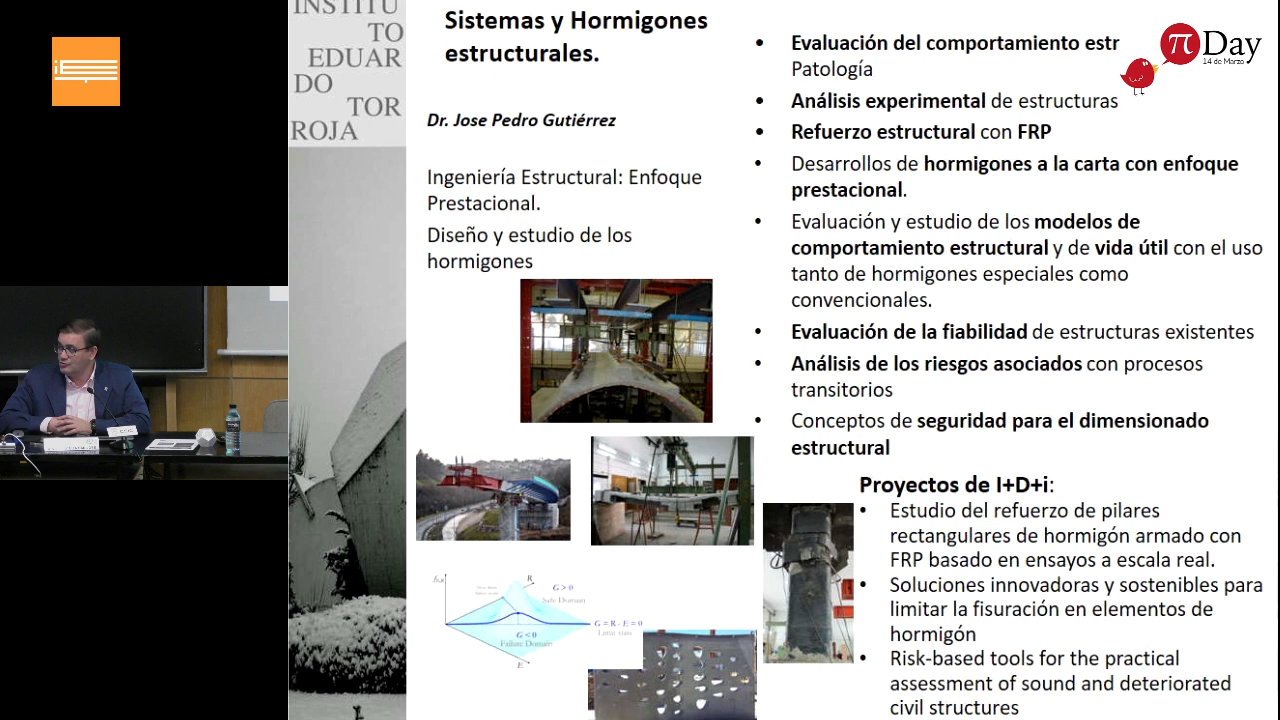 INSTITU
TO
EDUAR
DO
TOR
ROJA
Sistemas y Hormigones
estructurales.
Dr. Jose Pedro Gutiérrez
Ingeniería Estructural: Enfoque
Prestacional.
Diseño y estudio de los
hormigones
• Evaluación del comportamiento estr
Patología
• Análisis experimental de estructuras
• Refuerzo estructural con FRP
• Desarrollos de hormigones a la carta con enfoque
prestacional.
• Evaluación y estudio de los modelos de
comportamiento estructural y de vida útil con el uso
tanto de hormigones especiales como
convencionales.
• Evaluación de la fiabilidad de estructuras existentes
• Análisis de los riesgos asociados con procesos
transitorios
• Conceptos de seguridad para el dimensionado
estructural
π Day
14 de Marzo
Proyectos de I+D+i:
• Estudio del refuerzo de pilares
rectangulares de hormigón armado con
FRP basado en ensayos a escala real.
• Soluciones innovadoras y sostenibles para
limitar la fisuración en elementos de
hormigón
• Risk-based tools for the practical
assessment of sound and deteriorated
civil structures
R
G > 0
Safe Domain
G = R - E = 0
Limit state
G < 0
Failure Domain
E